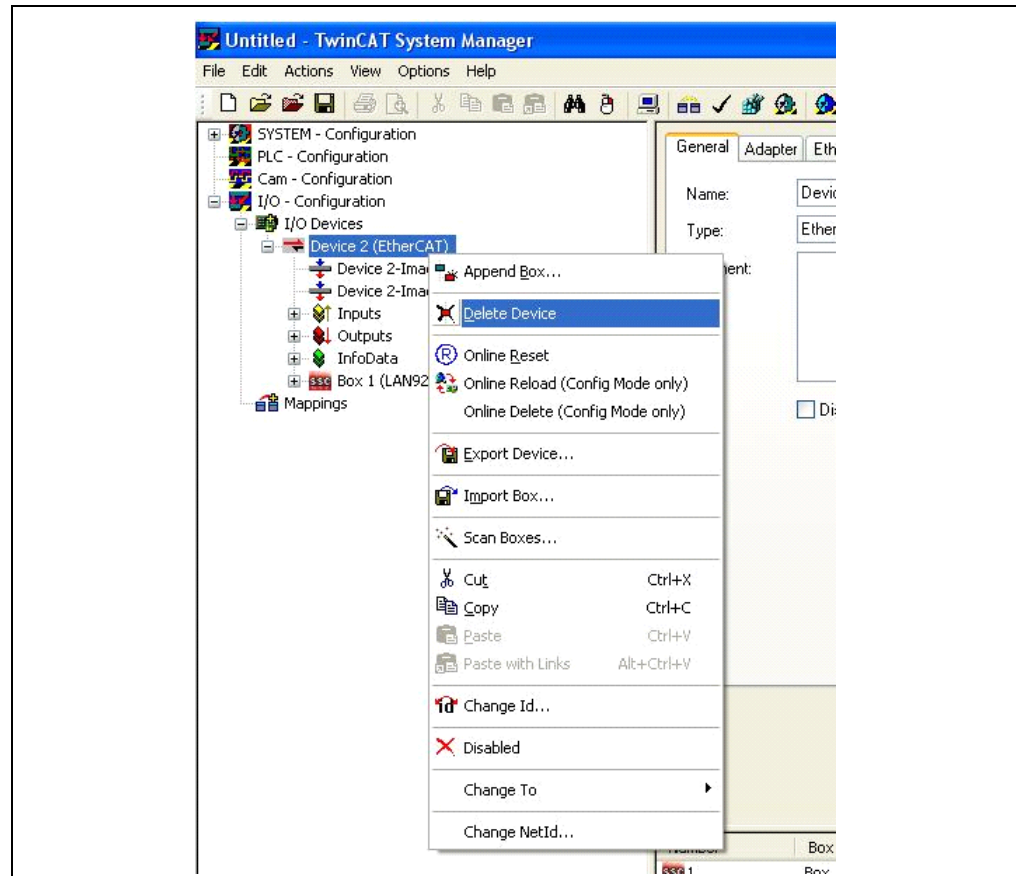 Untitled - TwinCAT System Manager
File Edit Actions View Options Help
SYSTEM - Configuration
PLC - Configuration
Cam - Configuration
I/O - Configuration
I/O Devices
Device 2 (EtherCAT)
Device 2-Ima
Device 2-Ima
Inputs
Outputs
InfoData
Box 1 (LAN92
Mappings
Append Box...
Delete Device
Online Reset
Online Reload (Config Mode only)
Online Delete (Config Mode only)
Export Device...
Import Box...
Scan Boxes...
Cut Ctrl+X
Copy Ctrl+C
Paste Ctrl+V
Paste with Links Alt+Ctrl+V
Change Id...
Disabled
Change To
Change NetId...
General Adapter Eth
Name: Devic
Type: Ether
ent:
Di
Box
1 Box